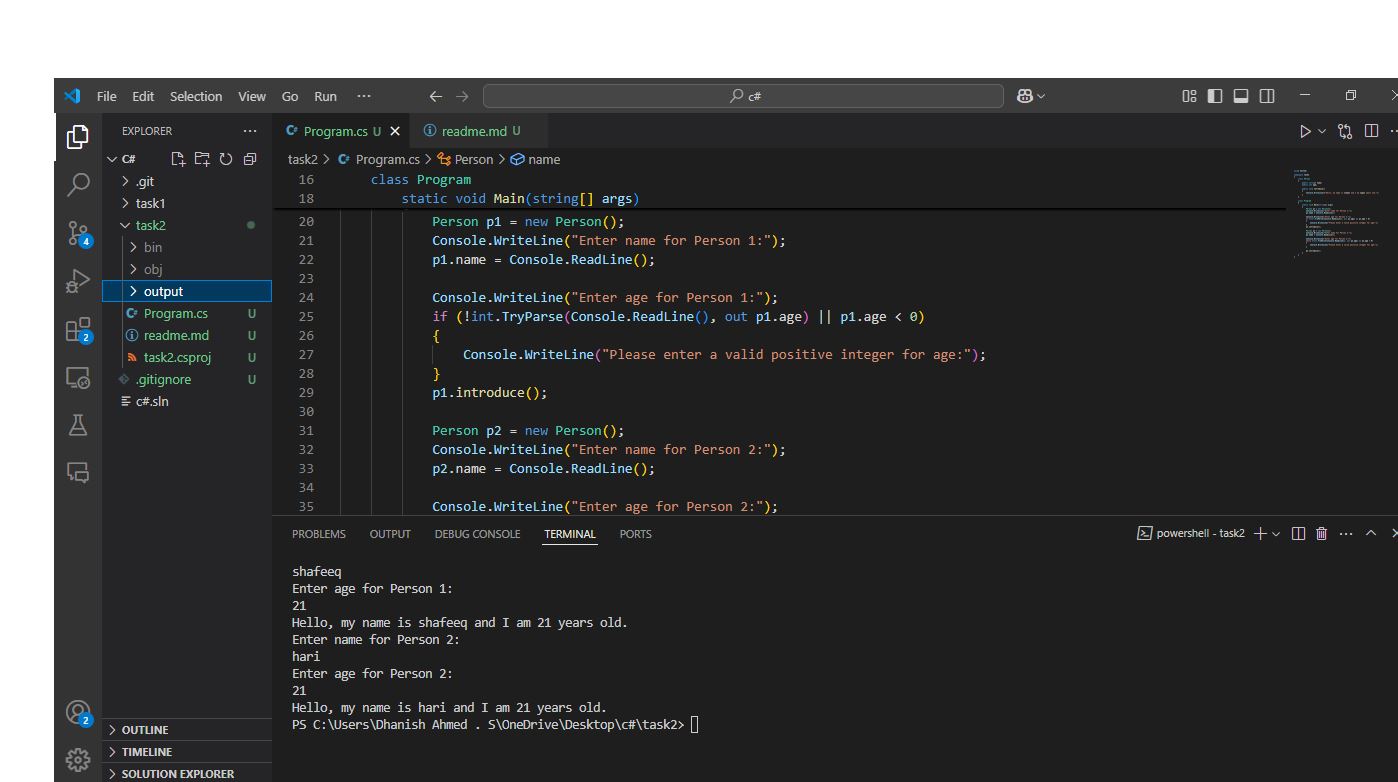 File Edit Selection View Go Run ···
c#
EXPLORER ···
C#
.git
task1
task2
bin
obj
output
C# Program.cs U
readme.md U
task2.csproj U
.gitignore U
c#.sln
OUTLINE
TIMELINE
SOLUTION EXPLORER
4
2
2
C# Program.cs U readme.md U
task2 > C# Program.cs > Person > name
16 class Program
18 static void Main(string[] args)
20 Person p1 = new Person();
21 Console.WriteLine("Enter name for Person 1:");
22 p1.name = Console.ReadLine();
23
24 Console.WriteLine("Enter age for Person 1:");
25 if (!int.TryParse(Console.ReadLine(), out p1.age) || p1.age < 0)
26 {
27 Console.WriteLine("Please enter a valid positive integer for age:");
28 }
29 p1.introduce();
30
31 Person p2 = new Person();
32 Console.WriteLine("Enter name for Person 2:");
33 p2.name = Console.ReadLine();
34
35 Console.WriteLine("Enter age for Person 2:");
PROBLEMS OUTPUT DEBUG CONSOLE TERMINAL PORTS
powershell - task2
shafeeq
Enter age for Person 1:
21
Hello, my name is shafeeq and I am 21 years old.
Enter name for Person 2:
hari
Enter age for Person 2:
21
Hello, my name is hari and I am 21 years old.
PS C:\Users\Dhanish Ahmed . S\OneDrive\Desktop\c#\task2>